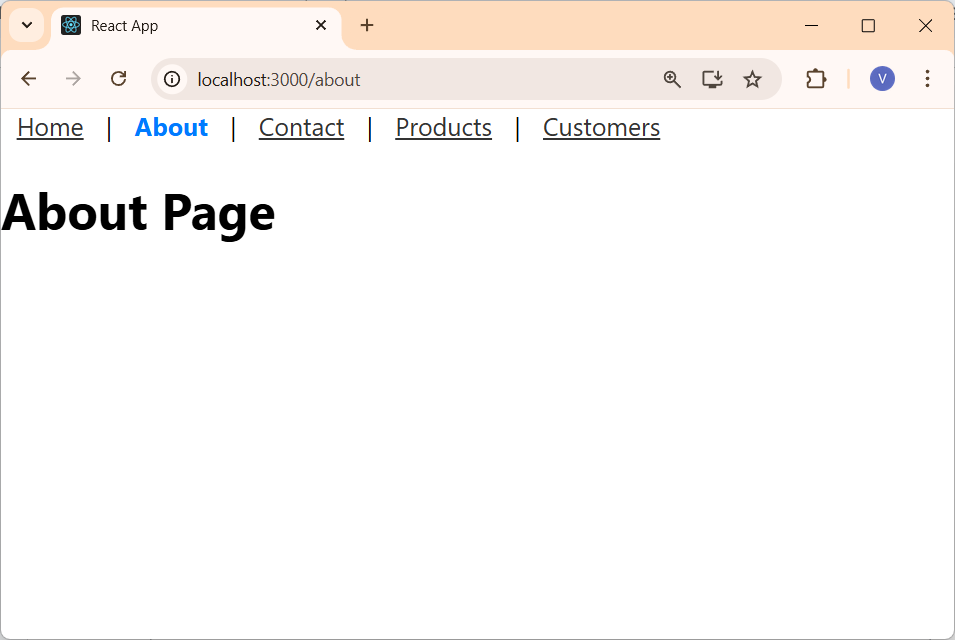 React App
localhost:3000/about
V
Home | About | Contact | Products | Customers
About Page